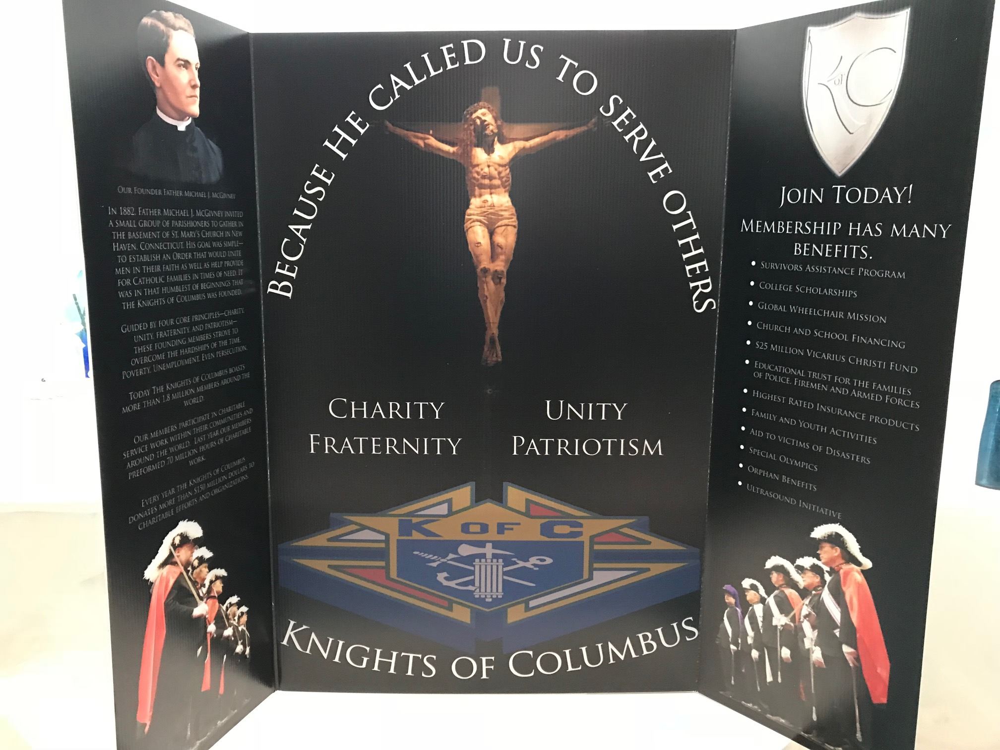 Our Founder Father Michael J. McGivney
In 1882, Father Michael J. McGivney invited
a small group of parishioners to gather in
the basement of St. Mary's Church in New
Haven, Connecticut. His goal was simple—
to establish an Order that would unite
men in their faith as well as help provide
for Catholic families in times of need. It
was in that humblest of beginnings that
the Knights of Columbus was founded.
Guided by four core principles—charity,
unity, fraternity, and patriotism—
these founding members strove to
overcome the hardships of the time.
Poverty. Unemployment. Even persecution.
Today The Knights of Columbus boasts
more than 1.8 million members around the
world.
Our members participate in charitable
service work within their communities and
around the world. Last year our members
preformed 70 million hours of charitable
work.
Every year the Knights of Columbus
donates more than $150 million dollars to
charitable efforts and organizations.
Because He called us to serve others
Charity
Unity
Fraternity
Patriotism
K OF C
Knights of Columbus
K of C
Join Today!
Membership has many
benefits.
• Survivors Assistance Program
• College Scholarships
• Global Wheelchair Mission
• Church and School Financing
• $25 Million Vicarius Christi Fund
• Educational trust for the families
of Police, Firemen and Armed Forces
• Highest Rated Insurance products
• Family and Youth Activities
• Aid to victims of Disasters
• Special Olympics
• Orphan Benefits
• Ultrasound Initiative